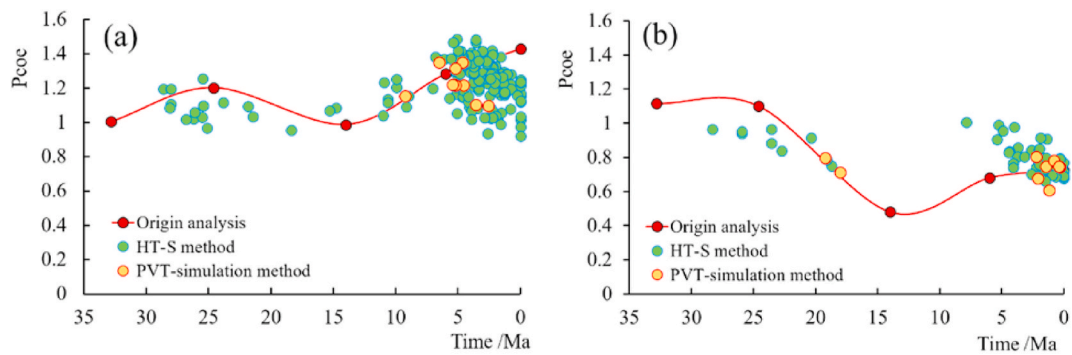 (a)
Pcoe
1.6
1.4
1.2
1
0.8
0.6
0.4
0.2
0
Origin analysis
HT-S method
PVT-simulation method
35 30 25 20 15 10 5 0
Time /Ma
(b)
Pcoe
1.6
1.4
1.2
1
0.8
0.6
0.4
0.2
0
Origin analysis
HT-S method
PVT-simulation method
35 30 25 20 15 10 5 0
Time /Ma